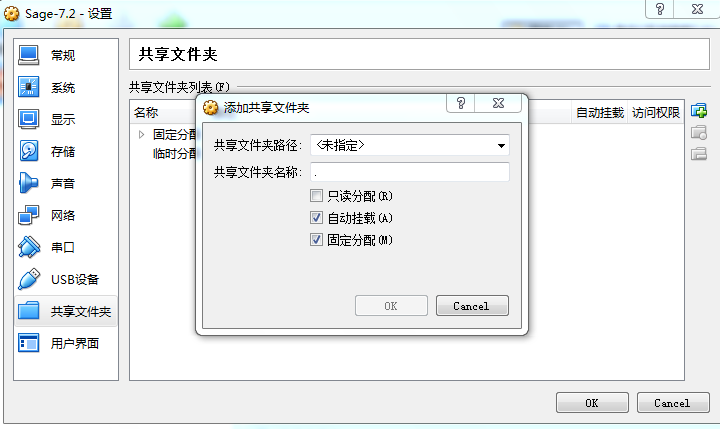 Sage-7.2 - 设置
常规
系统
显示
存储
声音
网络
串口
USB设备
共享文件夹
用户界面
共享文件夹
共享文件夹列表(F)
名称
自动挂载 访问权限
固定分配
临时分配
添加共享文件夹
共享文件夹路径: <未指定>
共享文件夹名称: .
只读分配(R)
自动挂载(A)
固定分配(M)
OK Cancel
OK Cancel